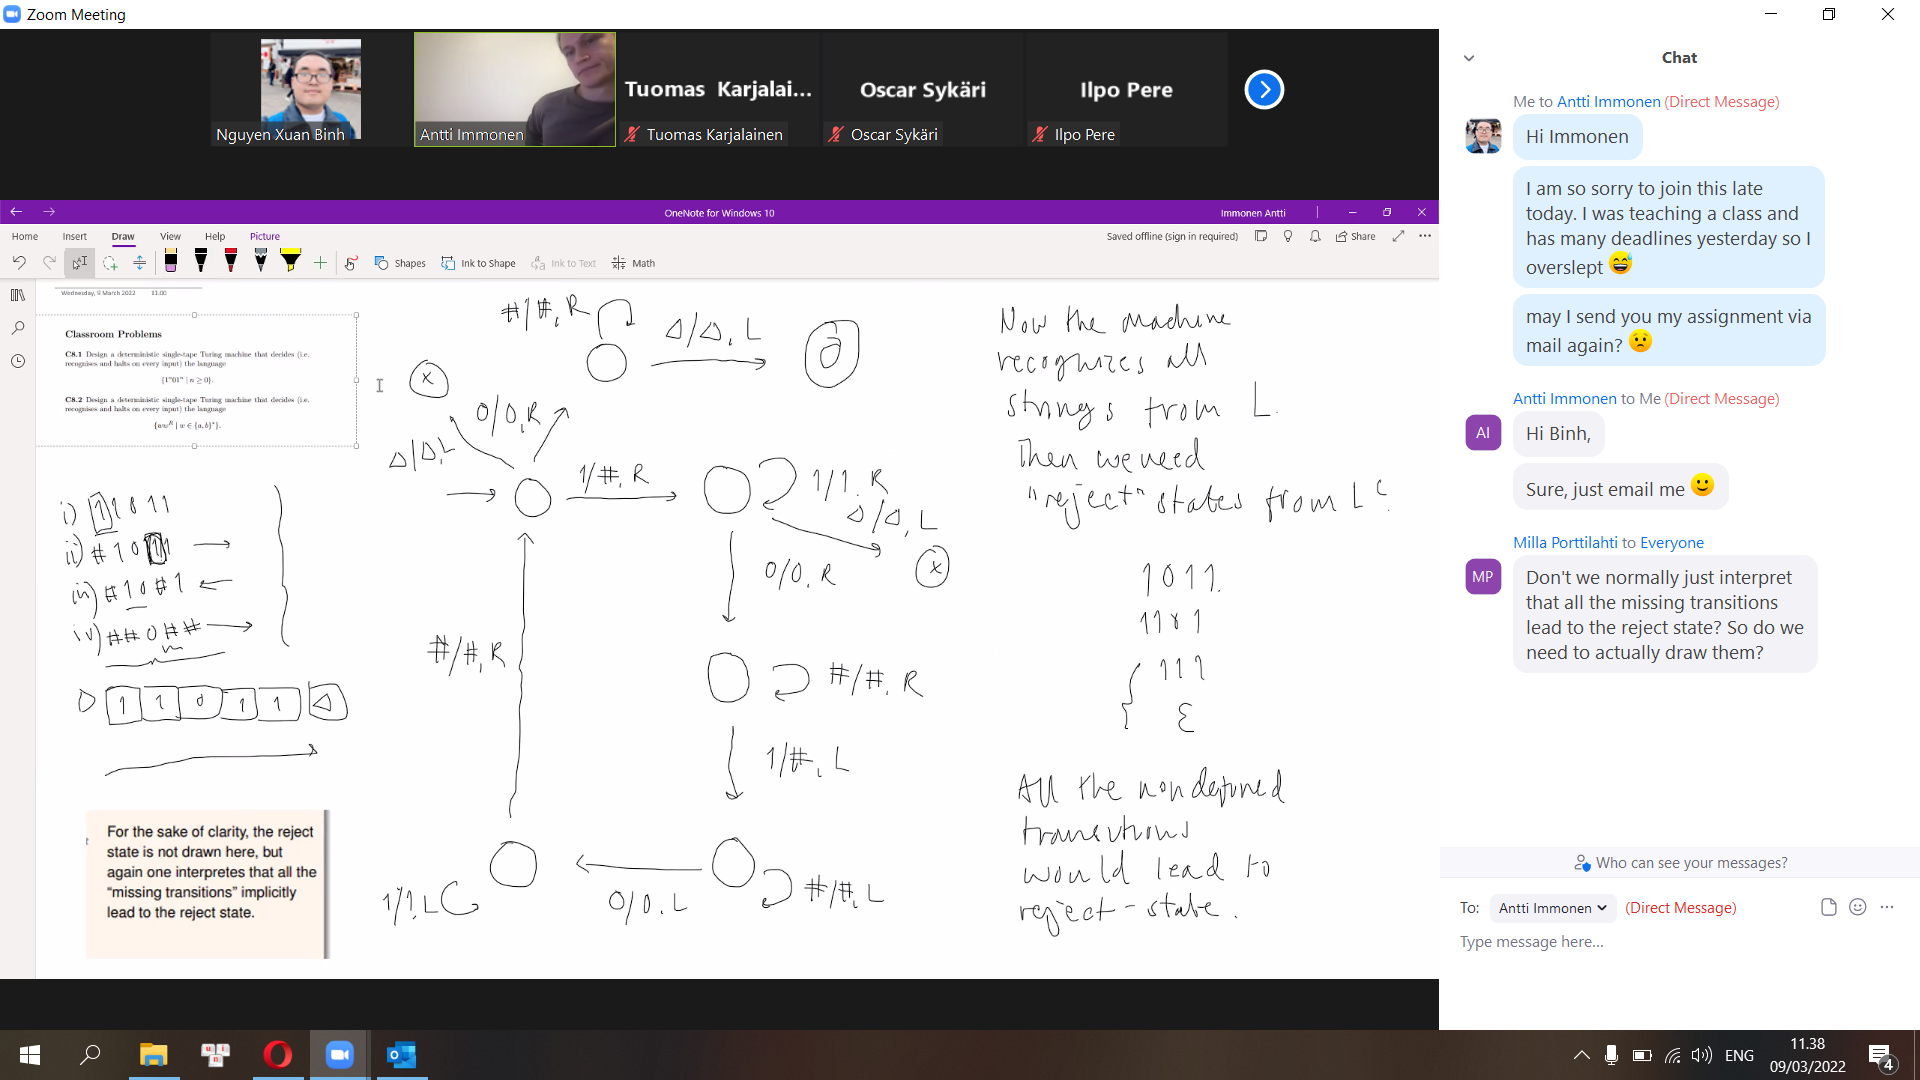 Zoom Meeting
Nguyen Xuan Binh
Antti Immonen
Tuomas Karjalai...
Tuomas Karjalainen
Oscar Sykäri
Oscar Sykäri
Ilpo Pere
Ilpo Pere
OneNote for Windows 10
Immonen Antti
Home Insert Draw View Help Picture
Saved offline (sign in required)
Share
Shapes
Ink to Shape
Ink to Text
Math
Wednesday, 9 March 2022 11.00
Classroom Problems
C8.1 Design a deterministic single-tape Turing machine that decides (i.e.
recognises and halts on every input) the language
{1ⁿ01ⁿ | n ≥ 0}.
C8.2 Design a deterministic single-tape Turing machine that decides (i.e.
recognises and halts on every input) the language
{wwᴿ | w ∈ {a, b}*}.
i) 11011
ii) #1011
iii) #10#1
iv) ##0##
1 1 0 1 1 Δ
For the sake of clarity, the reject
state is not drawn here, but
again one interprets that all the
“missing transitions” implicitly
lead to the reject state.
#/#, R
Δ/Δ, L
x
0/0, R
Δ/Δ, L
1/#, R
1/1, R
Δ/Δ, L
x
0/0, R
#/#, R
#/#, R
1/#, L
#/#, L
0/0, L
1/1, L
Now the machine
recognizes all
strings from L.
Then we need
"reject" states from Lᶜ.
1011.
111
ε
All the nondefined
transitions
would lead to
reject-state.
Chat
Me to Antti Immonen (Direct Message)
Hi Immonen
I am so sorry to join this late
today. I was teaching a class and
has many deadlines yesterday so I
overslept 😅
may I send you my assignment via
mail again? 😟
Antti Immonen to Me (Direct Message)
AI
Hi Binh,
Sure, just email me 🙂
Milla Porttilahti to Everyone
MP
Don't we normally just interpret
that all the missing transitions
lead to the reject state? So do we
need to actually draw them?
Who can see your messages?
To: Antti Immonen (Direct Message)
Type message here...
ENG
11.38
09/03/2022
4